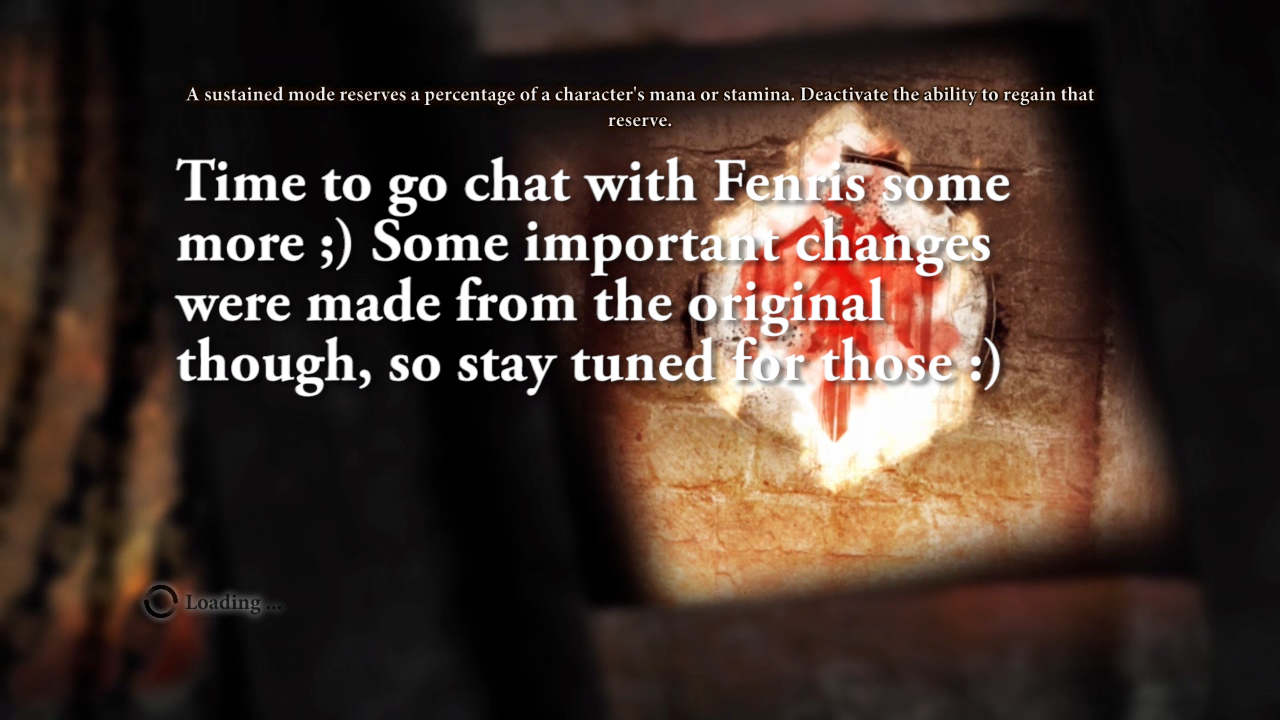 A sustained mode reserves a percentage of a character's mana or stamina. Deactivate the ability to regain that
reserve.
Time to go chat with Fenris some
more ;) Some important changes
were made from the original
though, so stay tuned for those :)
Loading ...